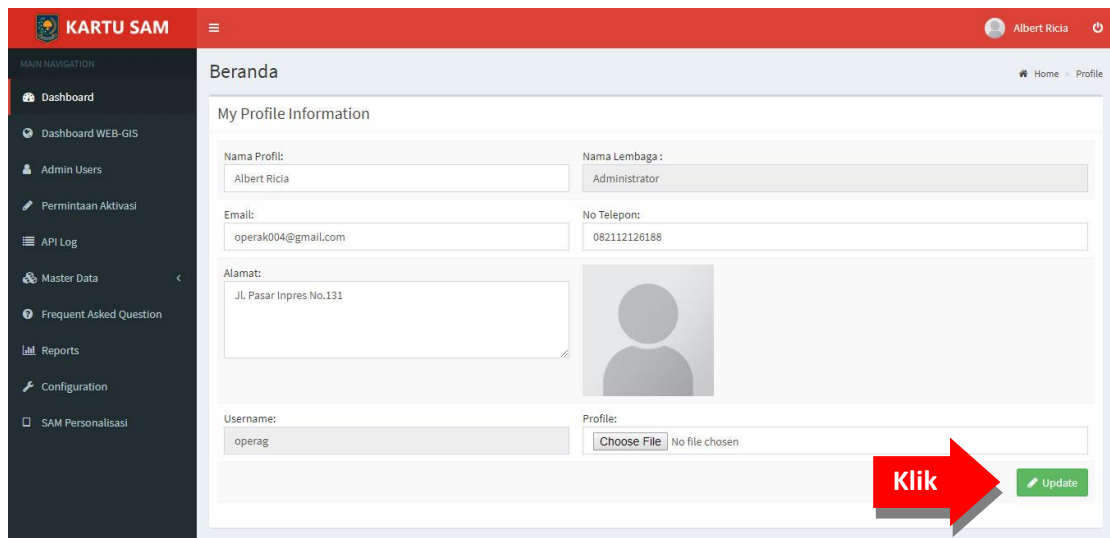 KARTU SAM
Albert Ricia
MAIN NAVIGATION
Dashboard
Dashboard WEB-GIS
Admin Users
Permintaan Aktivasi
API Log
Master Data
Frequent Asked Question
Reports
Configuration
SAM Personalisasi
Beranda
Home > Profile
My Profile Information
Nama Profil:
Albert Ricia
Nama Lembaga :
Administrator
Email:
operak004@gmail.com
No Telepon:
082112126188
Alamat:
Jl. Pasar Inpres No.131
Username:
operag
Profile:
Choose File No file chosen
Klik
Update